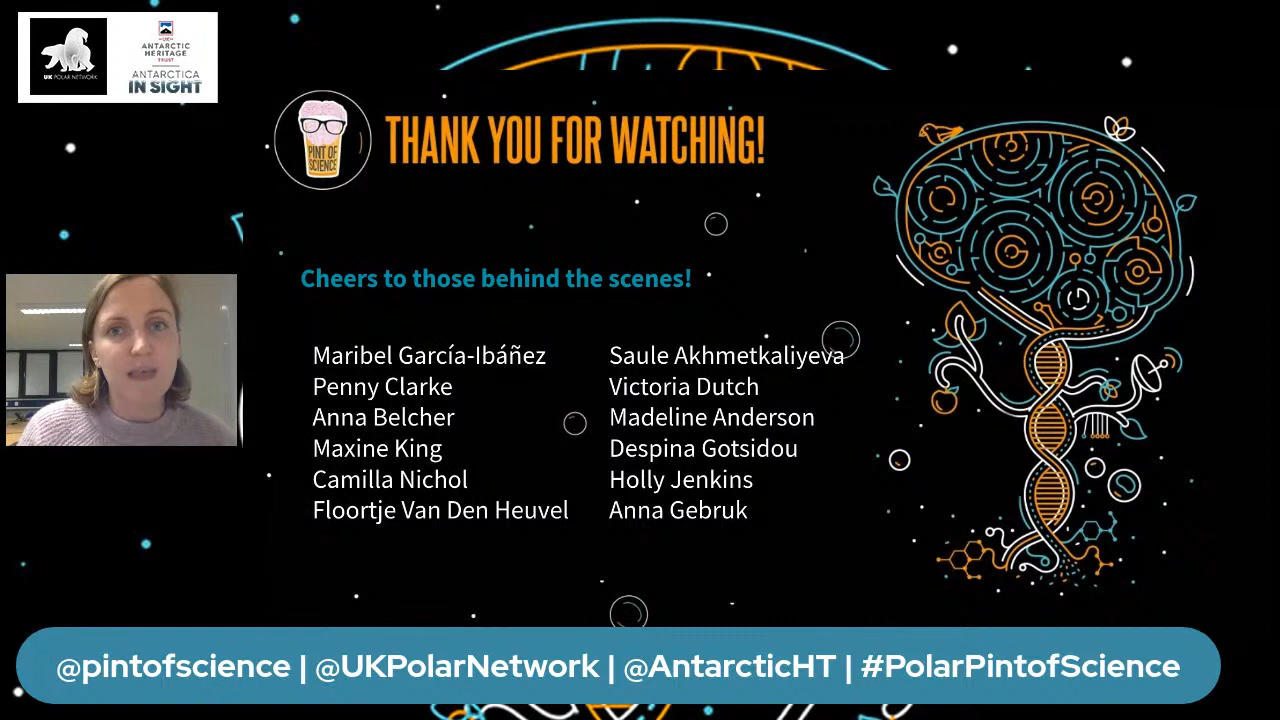 UK POLAR NETWORK
UK
ANTARCTIC
HERITAGE
TRUST
ANTARCTICA
IN SIGHT
PINT OF
SCIENCE
THANK YOU FOR WATCHING!
Cheers to those behind the scenes!
Maribel García-Ibáñez
Penny Clarke
Anna Belcher
Maxine King
Camilla Nichol
Floortje Van Den Heuvel
Saule Akhmetkaliyeva
Victoria Dutch
Madeline Anderson
Despina Gotsidou
Holly Jenkins
Anna Gebruk
@pintofscience | @UKPolarNetwork | @AntarcticHT | #PolarPintofScience